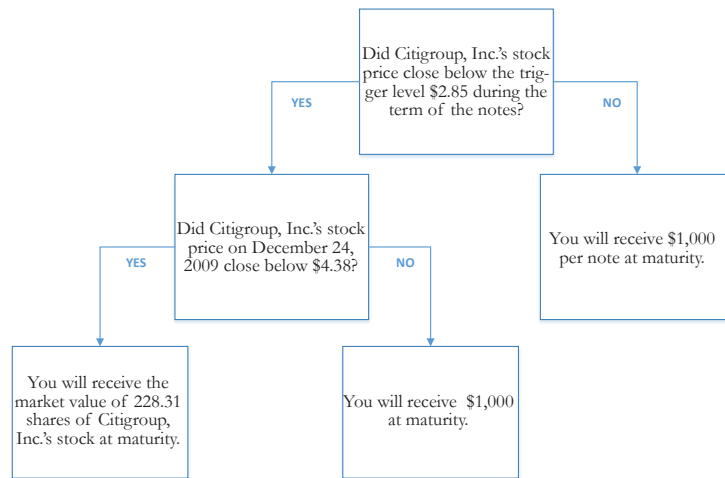 Did Citigroup, Inc.'s stock
price close below the trig-
ger level $2.85 during the
term of the notes?
YES
NO
Did Citigroup, Inc.'s stock
price on December 24,
2009 close below $4.38?
You will receive $1,000
per note at maturity.
YES
NO
You will receive the
market value of 228.31
shares of Citigroup,
Inc.'s stock at maturity.
You will receive $1,000
at maturity.